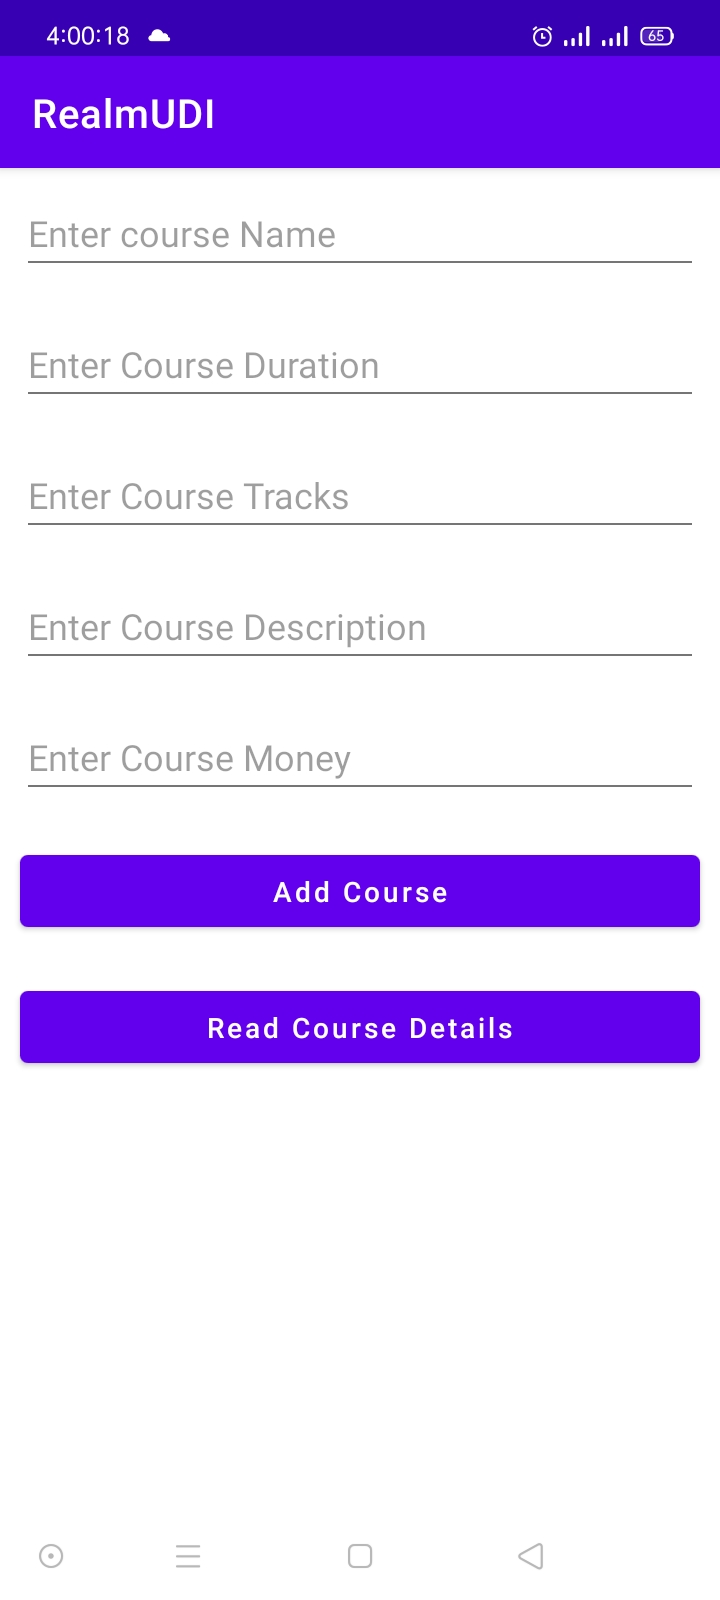 4:00:18 65
RealmUDI
Enter course Name
Enter Course Duration
Enter Course Tracks
Enter Course Description
Enter Course Money
Add Course
Read Course Details